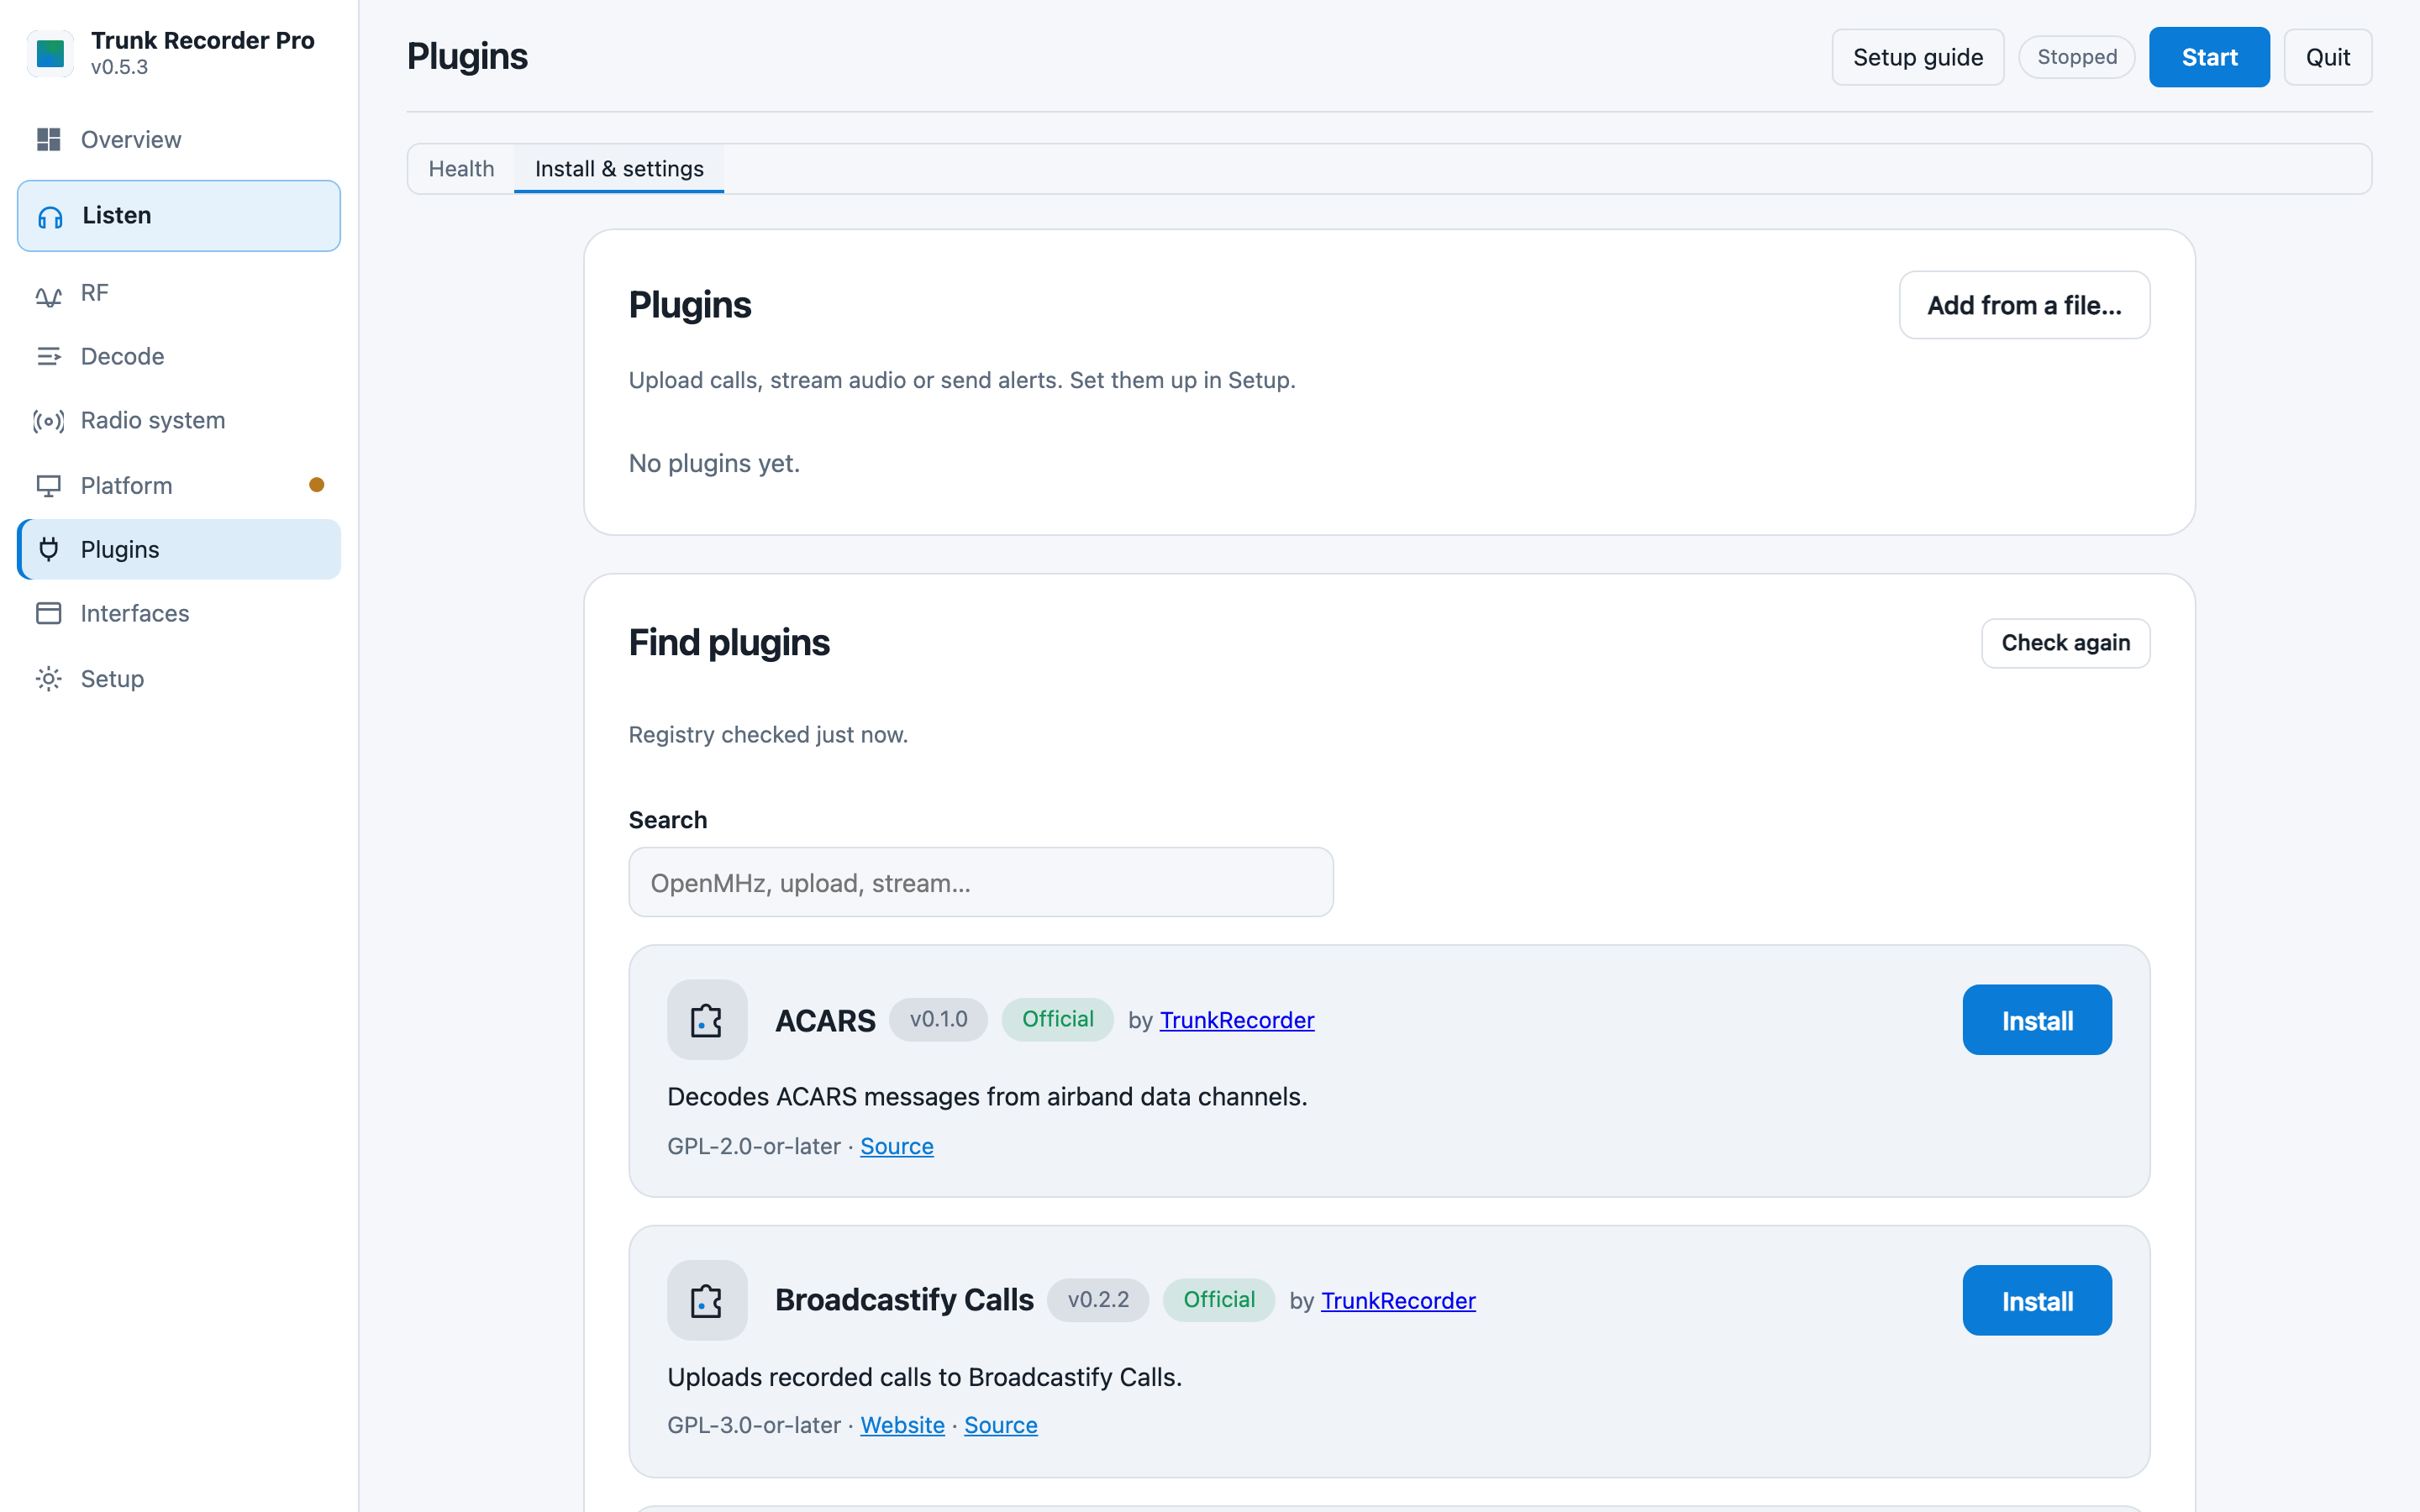 Trunk Recorder Pro
v0.5.3
Overview
Listen
RF
Decode
Radio system
Platform
Plugins
Interfaces
Setup
Plugins
Setup guide
Stopped
Start
Quit
Health
Install & settings
Plugins
Add from a file...
Upload calls, stream audio or send alerts. Set them up in Setup.
No plugins yet.
Find plugins
Check again
Registry checked just now.
Search
OpenMHz, upload, stream...
ACARS v0.1.0 Official by TrunkRecorder
Install
Decodes ACARS messages from airband data channels.
GPL-2.0-or-later · Source
Broadcastify Calls v0.2.2 Official by TrunkRecorder
Install
Uploads recorded calls to Broadcastify Calls.
GPL-3.0-or-later · Website · Source